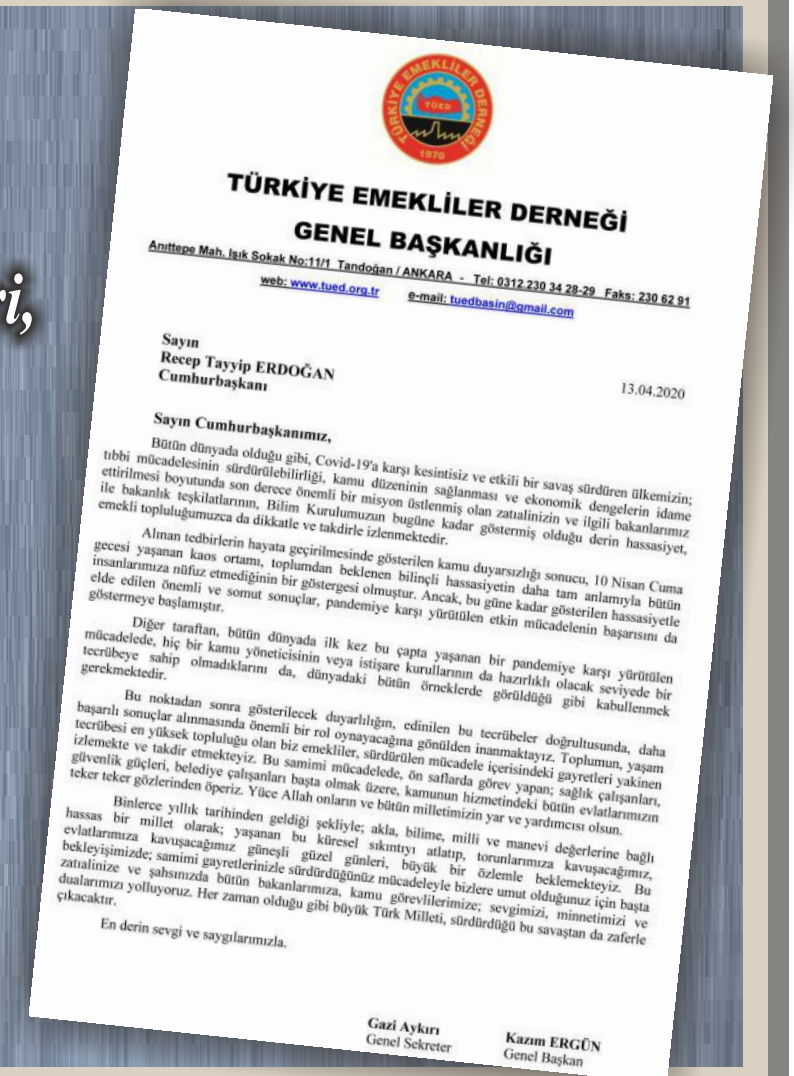 ri,
TÜRKİYE EMEKLİLER DERNEĞİ
TÜED
1970
TÜRKİYE EMEKLİLER DERNEĞİ
GENEL BAŞKANLIĞI
Anıttepe Mah. Işık Sokak No:11/1 Tandoğan / ANKARA - Tel: 0312.230 34 28-29 Faks: 230 62 91
web: www.tued.org.tr e-mail: tuedbasin@gmail.com
Sayın
Recep Tayyip ERDOĞAN
Cumhurbaşkanı
13.04.2020
Sayın Cumhurbaşkanımız,
Bütün dünyada olduğu gibi, Covid-19'a karşı kesintisiz ve etkili bir savaş sürdüren ülkemizin;
tıbbi mücadelesinin sürdürülebilirliği, kamu düzeninin sağlanması ve ekonomik dengelerin idame
ettirilmesi boyutunda son derece önemli bir misyon üstlenmiş olan zatıalinizin ve ilgili bakanlarımız
ile bakanlık teşkilatlarının, Bilim Kurulumuzun bugüne kadar göstermiş olduğu derin hassasiyet,
emekli topluluğumuzca da dikkatle ve takdirle izlenmektedir.
Alınan tedbirlerin hayata geçirilmesinde gösterilen kamu duyarsızlığı sonucu, 10 Nisan Cuma
gecesi yaşanan kaos ortamı, toplumdan beklenen bilinçli hassasiyetin daha tam anlamıyla bütün
insanlarımıza nüfuz etmediğinin bir göstergesi olmuştur. Ancak, bu güne kadar gösterilen hassasiyetle
elde edilen önemli ve somut sonuçlar, pandemiye karşı yürütülen etkin mücadelenin başarısını da
göstermeye başlamıştır.
Diğer taraftan, bütün dünyada ilk kez bu çapta yaşanan bir pandemiye karşı yürütülen
mücadelede, hiç bir kamu yöneticisinin veya istişare kurullarının da hazırlıklı olacak seviyede bir
tecrübeye sahip olmadıklarını da, dünyadaki bütün örneklerde görüldüğü gibi kabullenmek
gerekmektedir.
Bu noktadan sonra gösterilecek duyarlılığın, edinilen bu tecrübeler doğrultusunda, daha
başarılı sonuçlar alınmasında önemli bir rol oynayacağına gönülden inanmaktayız. Toplumun, yaşam
tecrübesi en yüksek topluluğu olan biz emekliler, sürdürülen mücadele içerisindeki gayretleri yakinen
izlemekte ve takdir etmekteyiz. Bu samimi mücadelede, ön saflarda görev yapan; sağlık çalışanları,
güvenlik güçleri, belediye çalışanları başta olmak üzere, kamunun hizmetindeki bütün evlatlarımızın
teker teker gözlerinden öperiz. Yüce Allah onların ve bütün milletimizin yar ve yardımcısı olsun.
Binlerce yıllık tarihinden geldiği şekliyle; akla, bilime, milli ve manevi değerlerine bağlı
hassas bir millet olarak; yaşanan bu küresel sıkıntıyı atlatıp, torunlarımıza kavuşacağımız,
evlatlarımıza kavuşacağımız güneşli güzel günleri, büyük bir özlemle beklemekteyiz. Bu
bekleyişimizde; samimi gayretlerinizle sürdürdüğünüz mücadeleyle bizlere umut olduğunuz için başta
zatıalinize ve şahsınızda bütün bakanlarımıza, kamu görevlilerimize; sevgimizi, minnetimizi ve
dualarımızı yolluyoruz. Her zaman olduğu gibi büyük Türk Milleti, sürdürdüğü bu savaştan da zaferle
çıkacaktır.
En derin sevgi ve saygılarımızla.
Gazi Aykırı
Genel Sekreter
Kazım ERGÜN
Genel Başkan